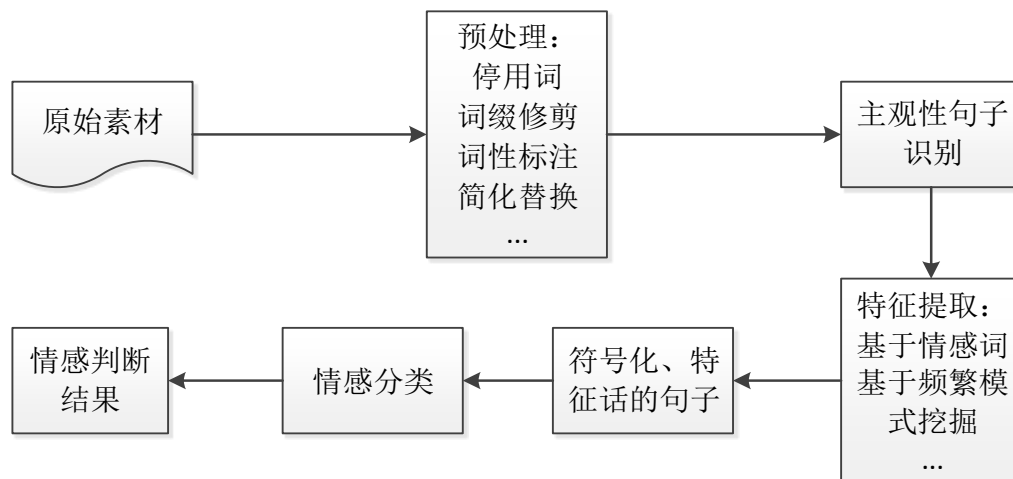 原始素材
预处理：
停用词
词缀修剪
词性标注
简化替换
...
主观性句子
识别
特征提取：
基于情感词
基于频繁模
式挖掘
...
符号化、特
征话的句子
情感分类
情感判断
结果